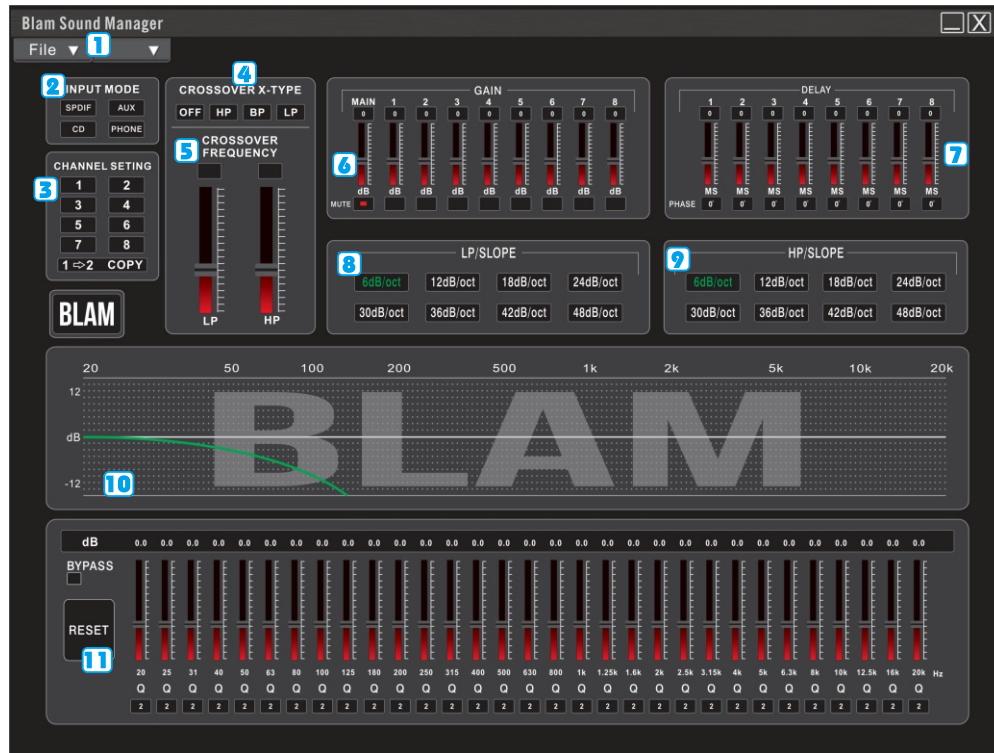 Blam Sound Manager
_ X
File ▼ 1 ▼
2 INPUT MODE
SPDIF AUX
CD PHONE
3 CHANNEL SETING
1 2
3 4
5 6
7 8
1 ⇨ 2 COPY
BLAM
4
CROSSOVER X-TYPE
OFF HP BP LP
5 CROSSOVER
FREQUENCY
LP HP
GAIN
MAIN 1 2 3 4 5 6 7 8
0 0 0 0 0 0 0 0 0
6
dB dB dB dB dB dB dB dB dB
MUTE
DELAY
1 2 3 4 5 6 7 8
0 0 0 0 0 0 0 0
7
MS MS MS MS MS MS MS MS
PHASE 0° 0° 0° 0° 0° 0° 0° 0°
8 LP/SLOPE
6dB/oct 12dB/oct 18dB/oct 24dB/oct
30dB/oct 36dB/oct 42dB/oct 48dB/oct
9 HP/SLOPE
6dB/oct 12dB/oct 18dB/oct 24dB/oct
30dB/oct 36dB/oct 42dB/oct 48dB/oct
20 50 100 200 500 1k 2k 5k 10k 20k
12
dB
-12
BLAM
10
dB 0.0 0.0 0.0 0.0 0.0 0.0 0.0 0.0 0.0 0.0 0.0 0.0 0.0 0.0 0.0 0.0 0.0 0.0 0.0 0.0 0.0 0.0 0.0 0.0 0.0 0.0 0.0 0.0 0.0 0.0 0.0
BYPASS
RESET
11
20 25 31 40 50 63 80 100 125 180 200 250 315 400 500 630 800 1k 1.25k 1.6k 2k 2.5k 3.15k 4k 5k 6.3k 8k 10k 12.5k 16k 20k Hz
Q Q Q Q Q Q Q Q Q Q Q Q Q Q Q Q Q Q Q Q Q Q Q Q Q Q Q Q Q Q Q
2 2 2 2 2 2 2 2 2 2 2 2 2 2 2 2 2 2 2 2 2 2 2 2 2 2 2 2 2 2 2